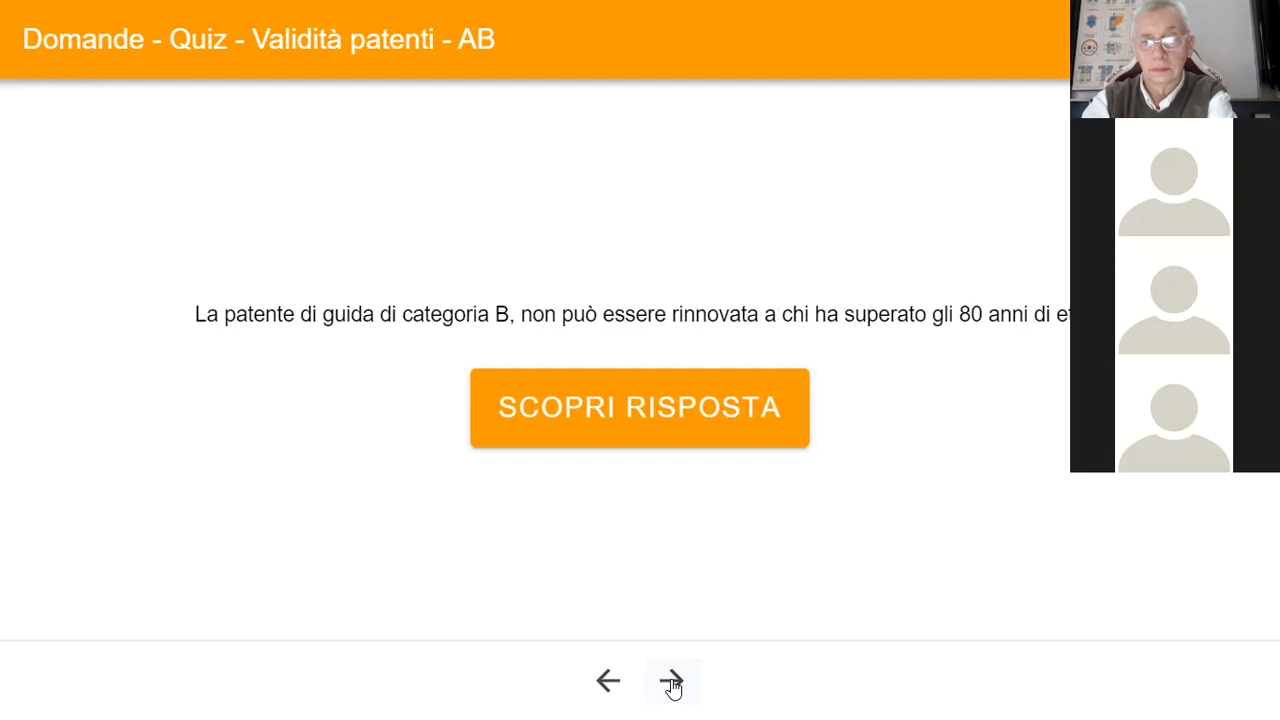 Domande - Quiz - Validità patenti - AB
La patente di guida di categoria B, non può essere rinnovata a chi ha superato gli 80 anni di
SCOPRI RISPOSTA